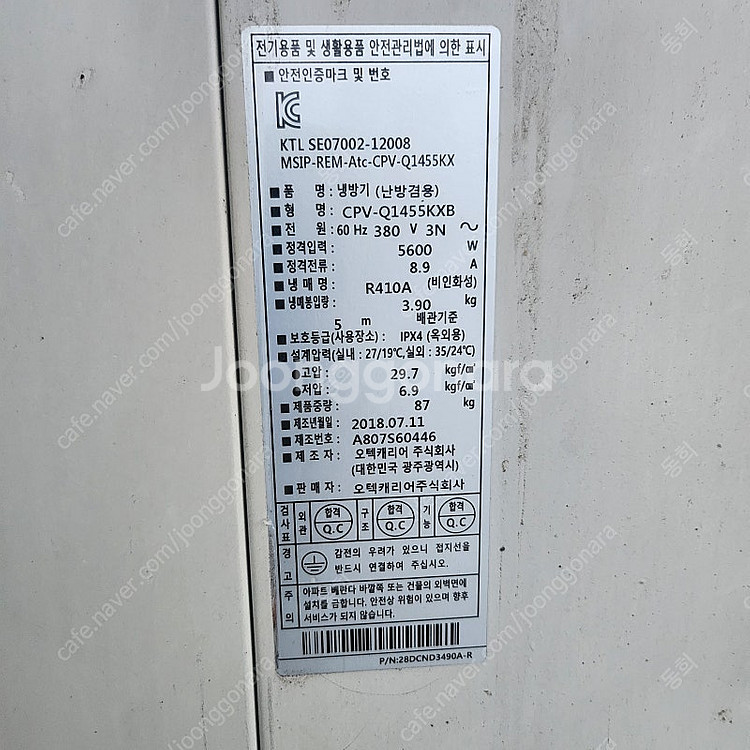 전기용품 및 생활용품 안전관리법에 의한 표시
■ 안전인증마크 및 번호
KTL SE07002-12008
MSIP-REM-Atc-CPV-Q1455KX
■ 품 명 : 냉방기 (난방겸용)
■ 형 명 : CPV-Q1455KXB
■ 전 원 : 60 Hz 380 V 3N ~
■ 정격입력 : 5600 W
■ 정격전류 : 8.9 A
■ 냉 매 명 : R410A (비인화성)
■ 냉매봉입량 : 3.90 kg
5 m 배관기준
■ 보호등급(사용장소) : IPX4 (옥외용)
■ 설계압력(실내 : 27/19℃, 실외 : 35/24℃)
●고압 : 29.7 kgf/㎠
●저압 : 6.9 kgf/㎠
■ 제품중량 : 87 kg
■ 제조년월일 : 2018.07.11
■ 제조번호 : A807S60446
■ 제 조 자 : 오텍캐리어주식회사
(대한민국 광주광역시)
■ 판 매 자 : 오텍캐리어주식회사
검사표 외관 합격 Q.C 구조 합격 Q.C 기능 합격 Q.C
경고 감전의 우려가 있으니 접지선을
반드시 연결하여 주십시오.
주의 아파트 베란다 바깥쪽 또는 건물의 외벽면에
설치를 금합니다. 안전상 위험이 있으며 향후
서비스가 되지 않습니다.
P/N:28DCND3490A-R
Joonggonara
cafe.naver.com/joonggonara
동희